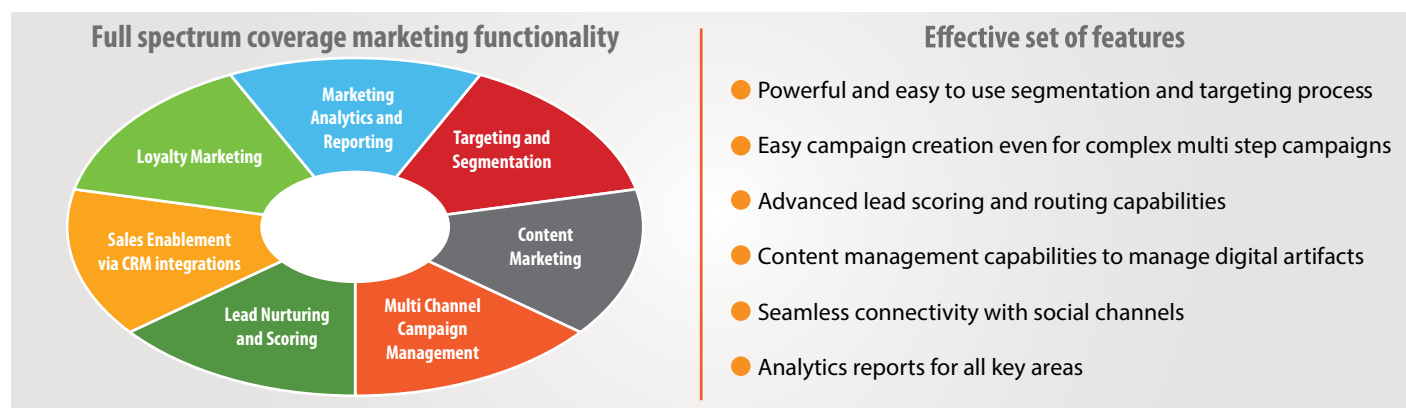 Full spectrum coverage marketing functionality
Marketing
Analytics and
Reporting
Targeting and
Segmentation
Content
Marketing
Multi Channel
Campaign
Management
Lead Nurturing
and Scoring
Sales Enablement
via CRM integrations
Loyalty Marketing
Effective set of features
Powerful and easy to use segmentation and targeting process
Easy campaign creation even for complex multi step campaigns
Advanced lead scoring and routing capabilities
Content management capabilities to manage digital artifacts
Seamless connectivity with social channels
Analytics reports for all key areas